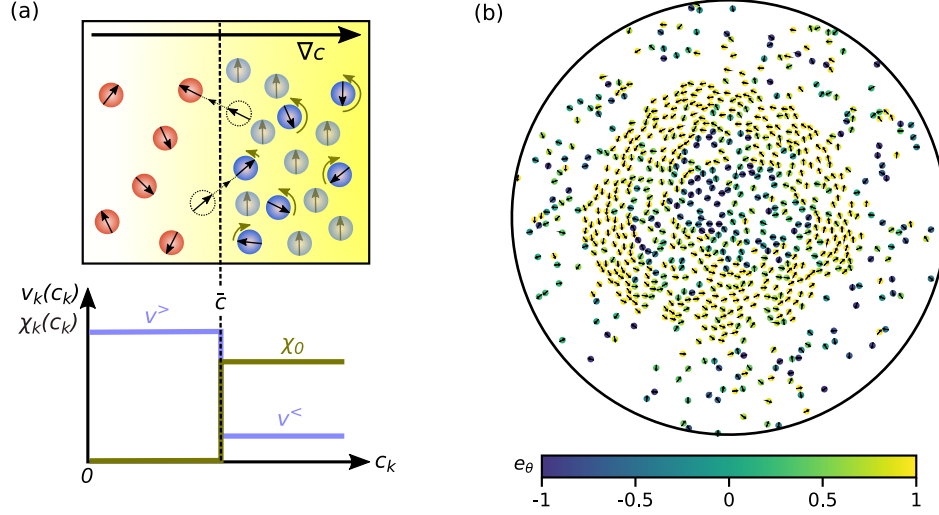 (a)
∇c
v_k(c_k)
χ_k(c_k)
c̄
v^>
χ_0
v^<
0
c_k
(b)
e_θ
-1
-0.5
0
0.5
1